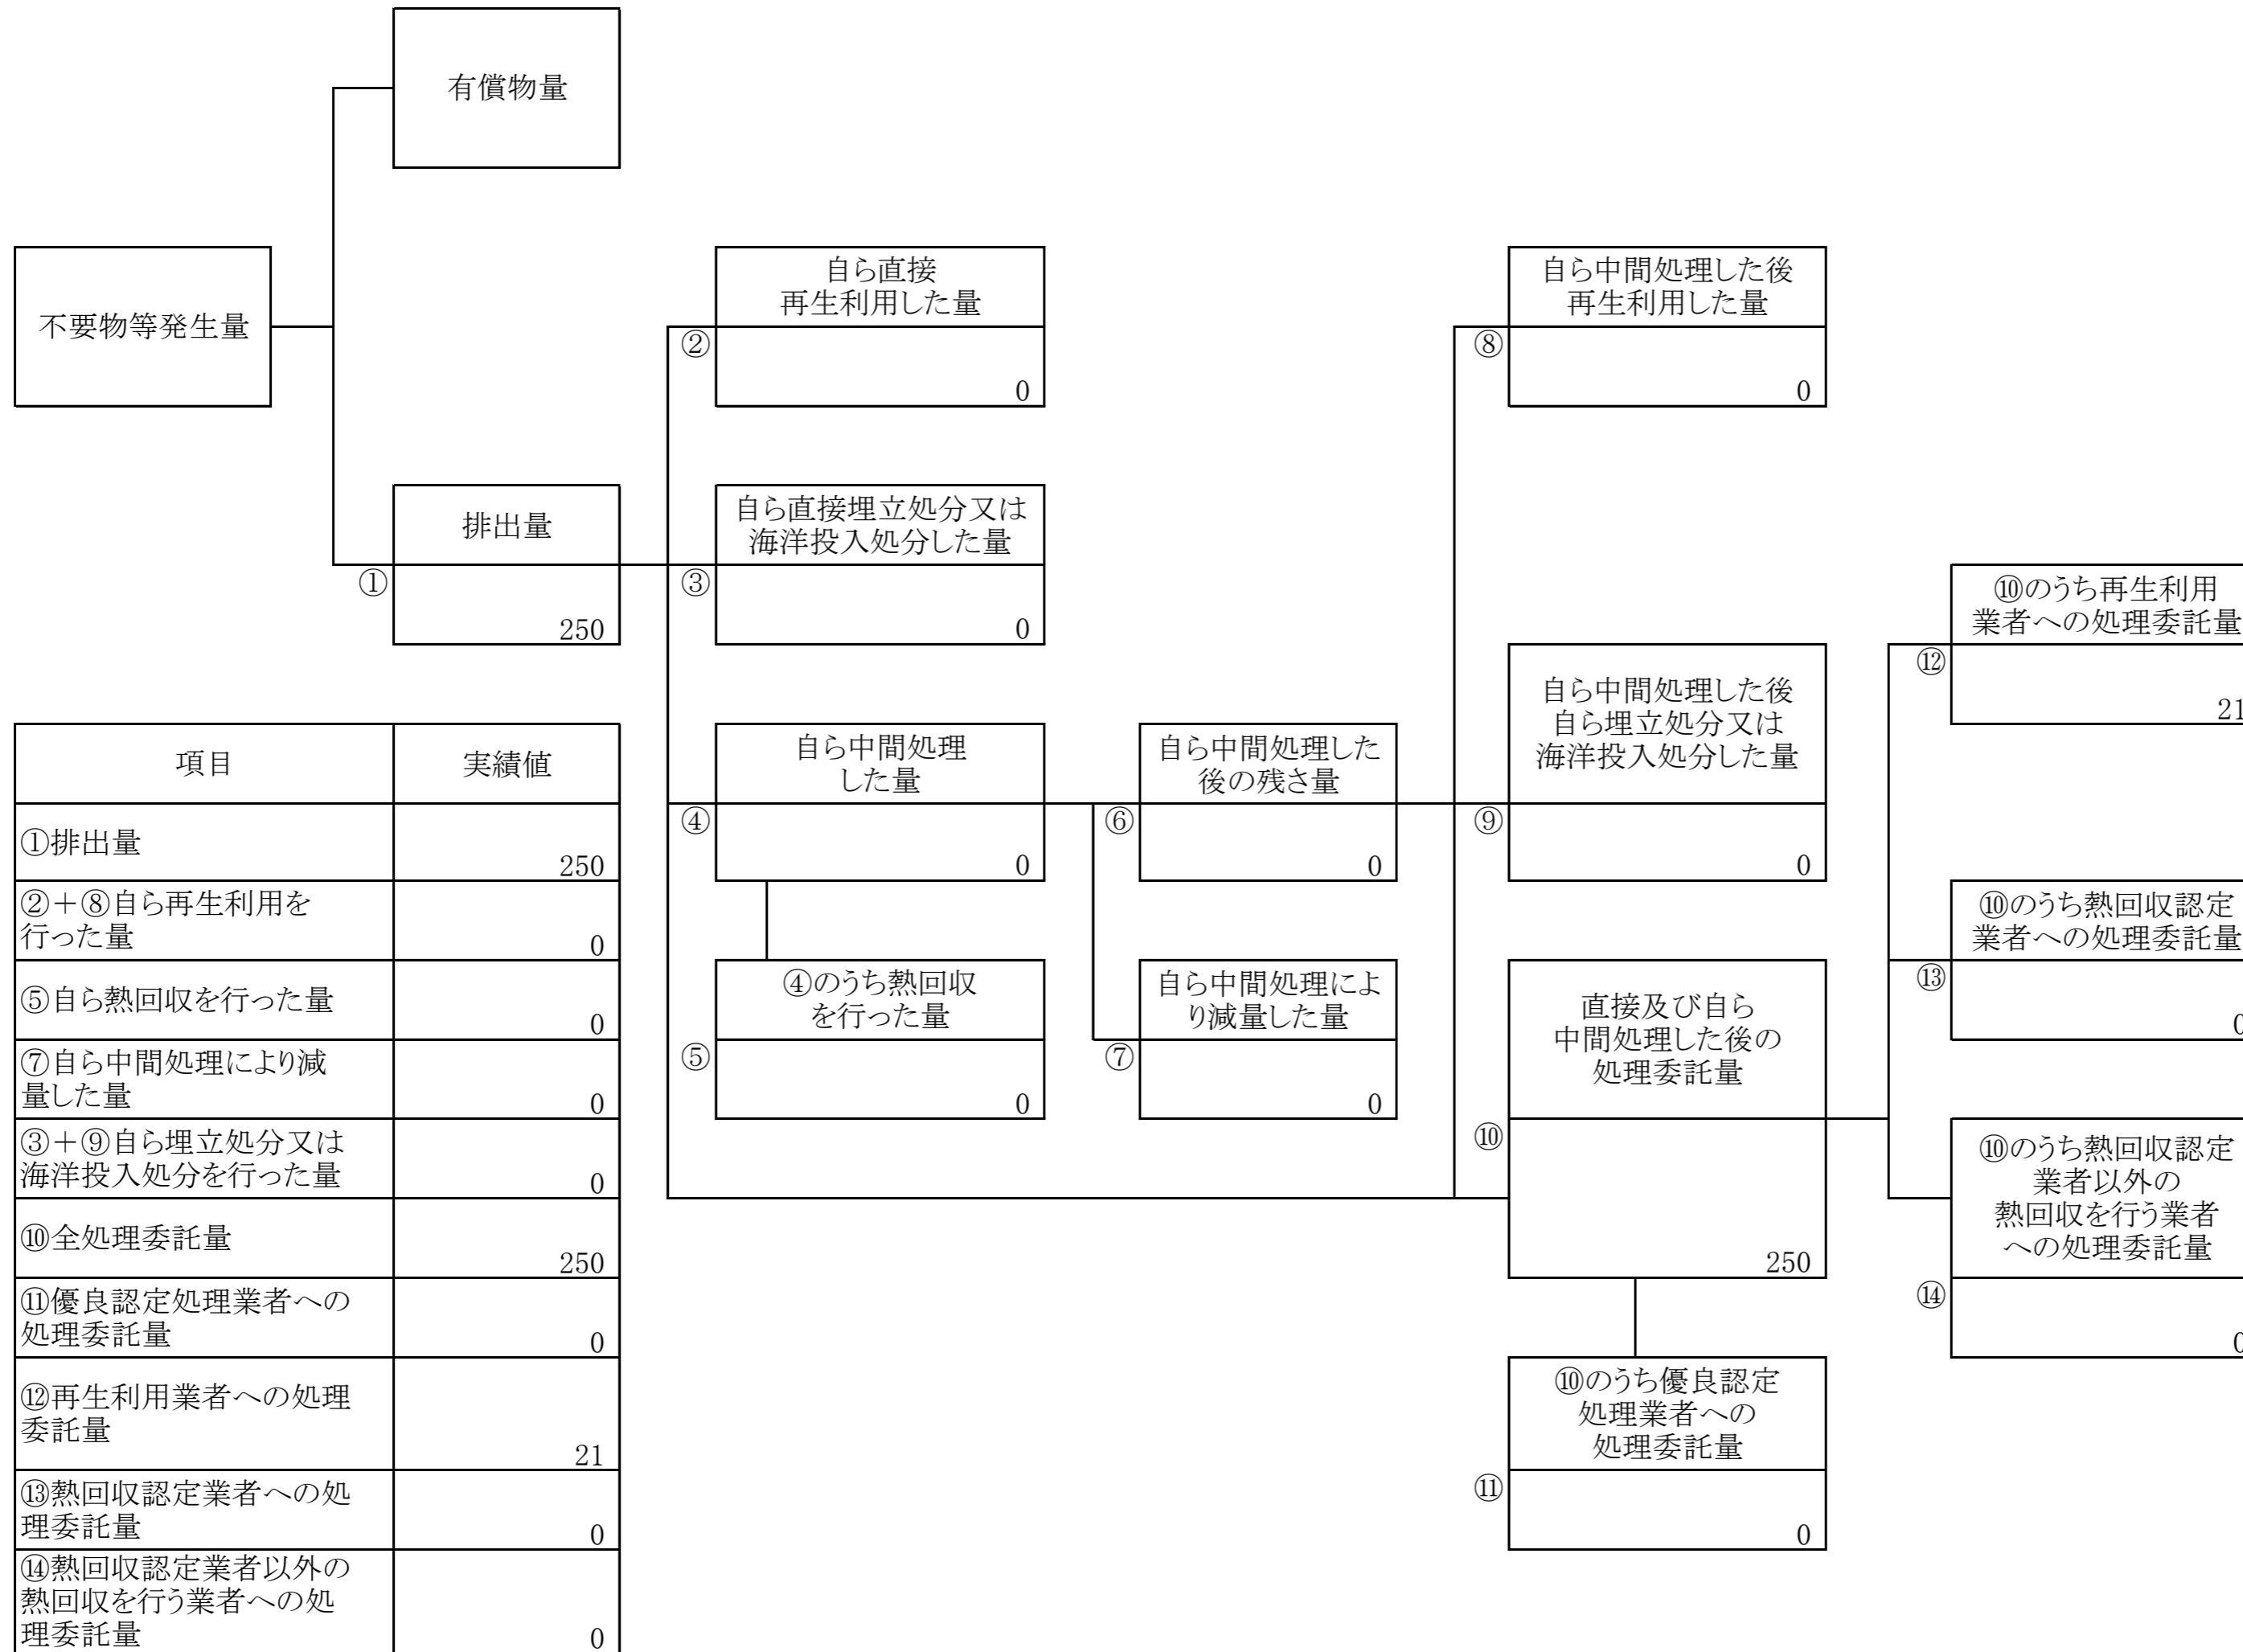 有償物量
不要物等発生量
自ら直接
再生利用した量
②
0
自ら中間処理した後
再生利用した量
⑧
0
排出量
①
250
自ら直接埋立処分又は
海洋投入処分した量
③
0
⑩のうち再生利用
業者への処理委託量
⑫
21
自ら中間処理
した量
④
0
自ら中間処理した
後の残さ量
⑥
0
自ら中間処理した後
自ら埋立処分又は
海洋投入処分した量
⑨
0
⑩のうち熱回収認定
業者への処理委託量
⑬
0
④のうち熱回収
を行った量
⑤
0
自ら中間処理によ
り減量した量
⑦
0
直接及び自ら
中間処理した後の
処理委託量
⑩
250
⑩のうち熱回収認定
業者以外の
熱回収を行う業者
への処理委託量
⑭
0
⑩のうち優良認定
処理業者への
処理委託量
⑪
0
項目 実績値
①排出量
250
②＋⑧自ら再生利用を
行った量
0
⑤自ら熱回収を行った量
0
⑦自ら中間処理により減
量した量
0
③＋⑨自ら埋立処分又は
海洋投入処分を行った量
0
⑩全処理委託量
250
⑪優良認定処理業者への
処理委託量
0
⑫再生利用業者への処理
委託量
21
⑬熱回収認定業者への処
理委託量
0
⑭熱回収認定業者以外の
熱回収を行う業者への処
理委託量
0